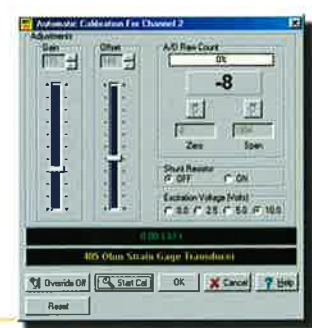 Automatic Calibration For Channel 2
Adjustments
Gain
Offset
A/D Raw Count
0%
-8
Zero
Span
Shunt Resistor
OFF
ON
Excitation Voltage (Volts)
0.0
2.5
5.0
10.0
405 Ohm Strain Gage Transducer
Override Off
Start Cal
OK
Cancel
Help
Reset